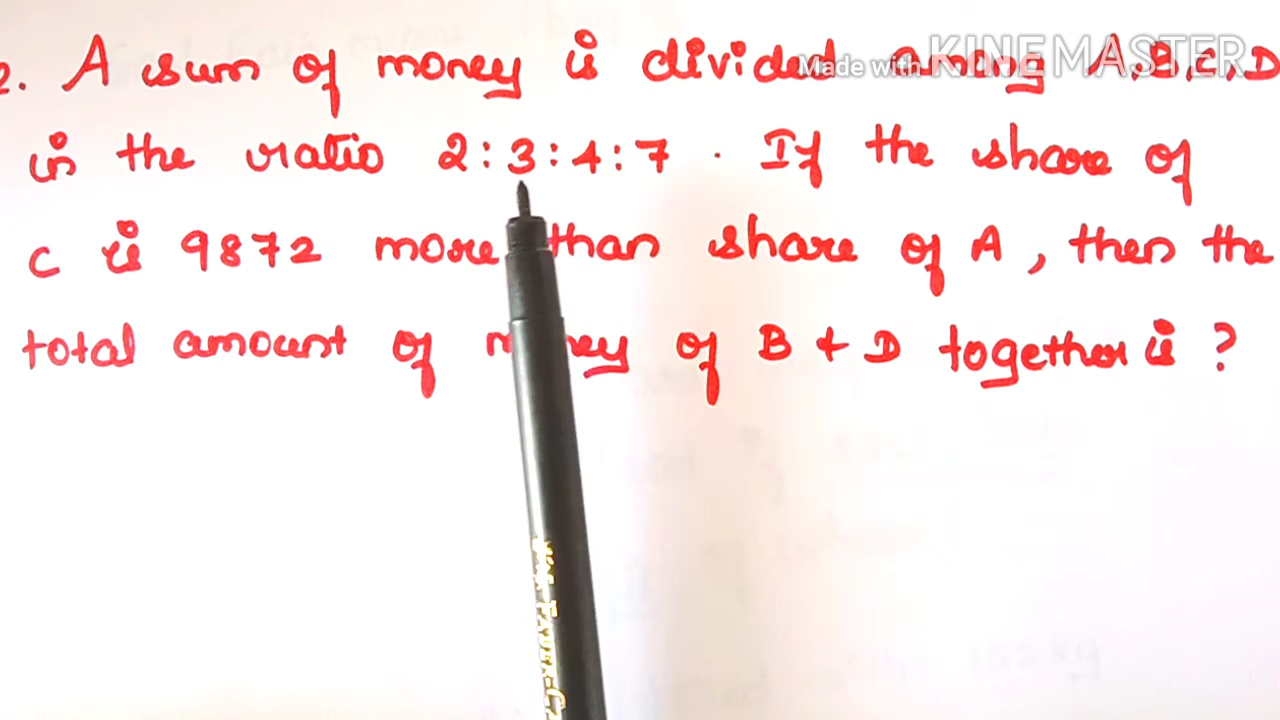 2. A sum of money is divided among A,B,C,D
Made with KINEMASTER
in the ratio 2:3:4:7. If the share of
C is 9872 more than share of A, then the
total amount of money of B & D together is?